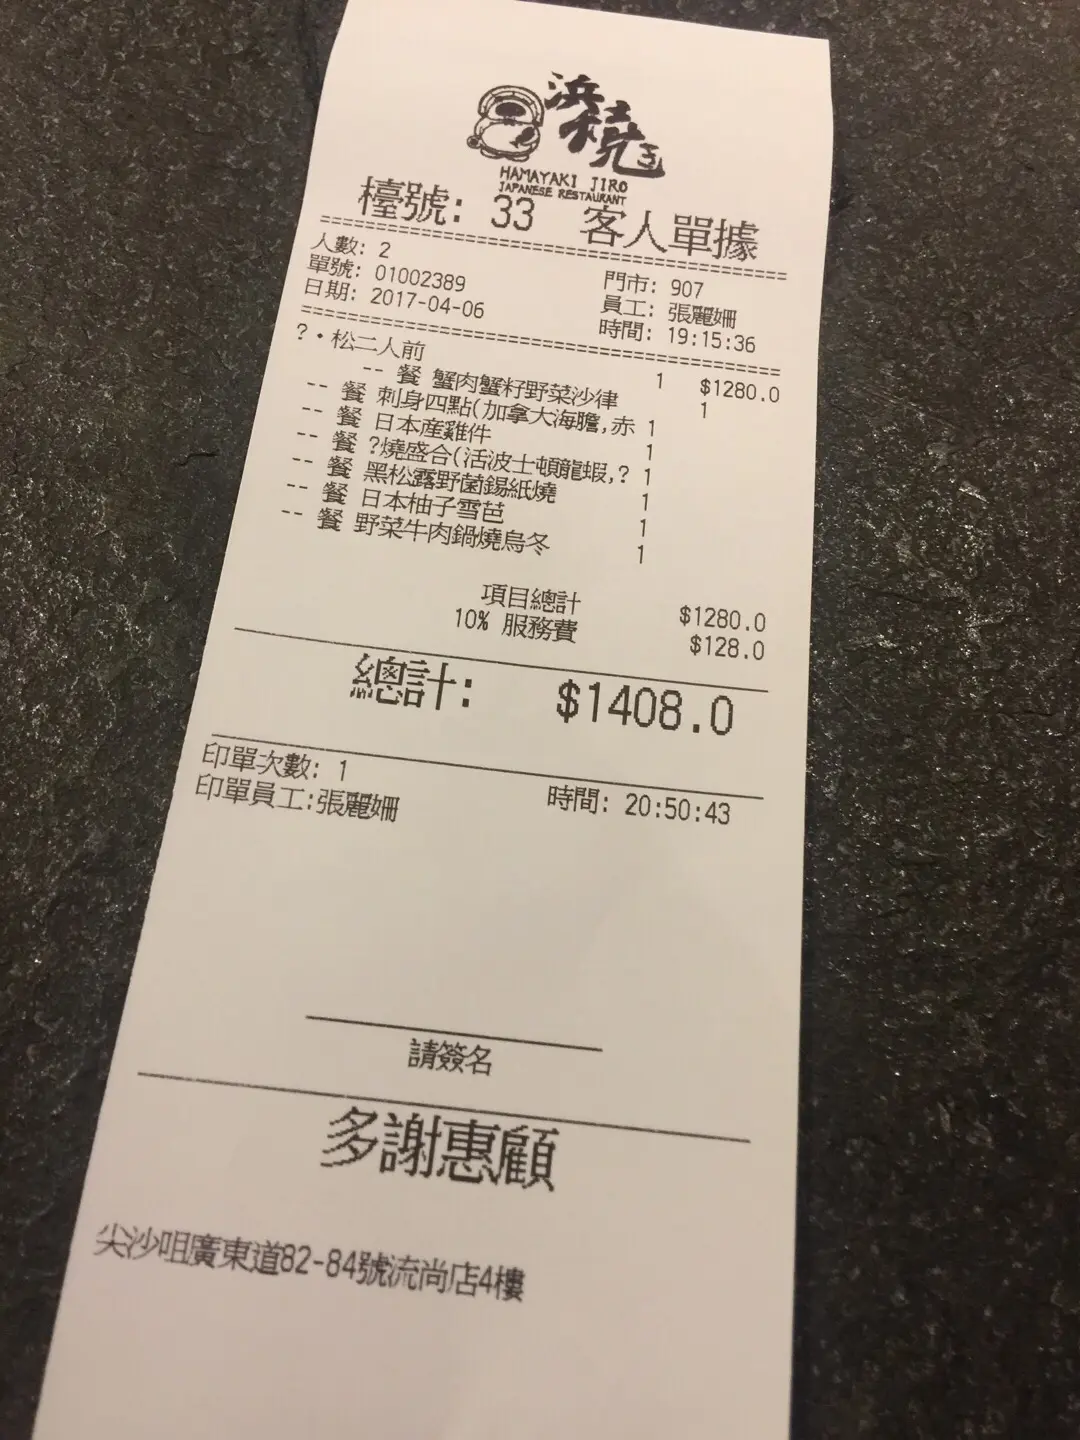 浜燒
HAMAYAKI JIRO
JAPANESE RESTAURANT
檯號: 33 客人單據
人數: 2
單號: 01002389 門市: 907
日期: 2017-04-06 員工: 張麗姍
時間: 19:15:36
?・松二人前 1 $1280.0
-- 餐 蟹肉蟹籽野菜沙律 1
-- 餐 刺身四點(加拿大海膽,赤 1
-- 餐 日本産雞件 1
-- 餐 ?燒盛合(活波士頓龍蝦,? 1
-- 餐 黑松露野菌錫紙燒 1
-- 餐 日本柚子雪芭 1
-- 餐 野菜牛肉鍋燒烏冬 1
項目總計 $1280.0
10% 服務費 $128.0
總計: $1408.0
印單次數: 1
印單員工:張麗姍 時間: 20:50:43
請簽名
多謝惠顧
尖沙咀廣東道82-84號流尚店4樓